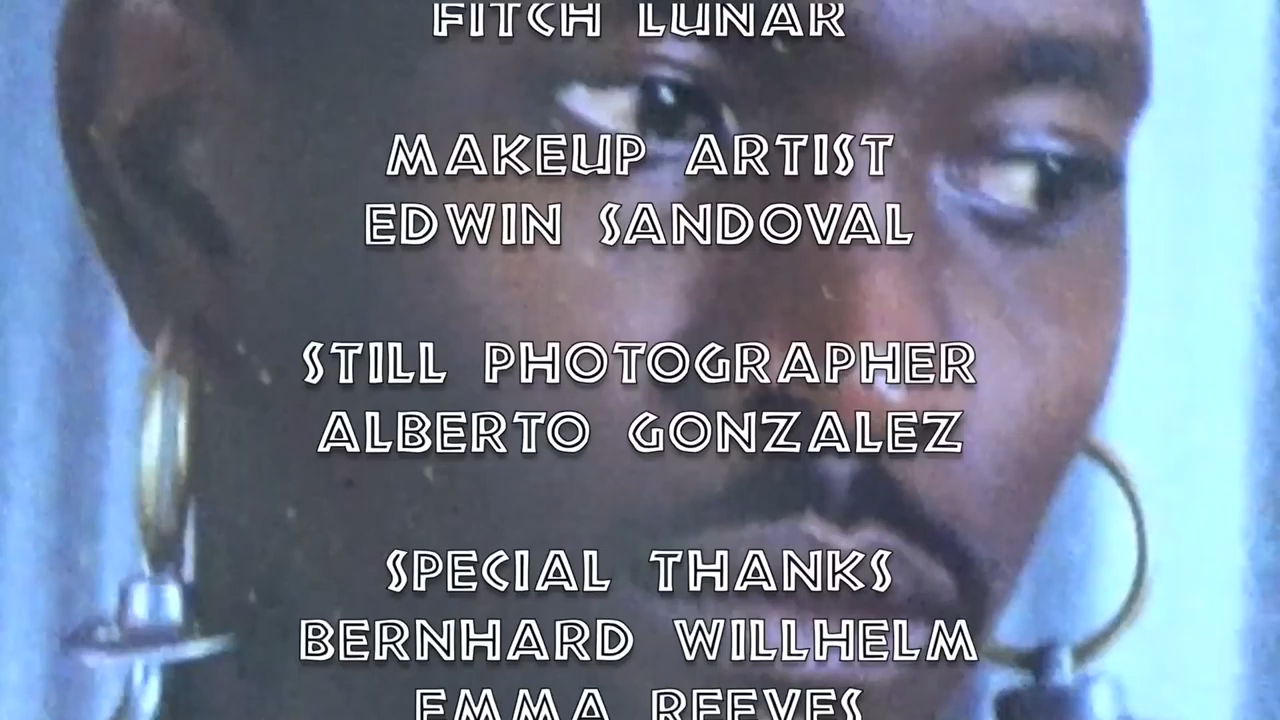 FITCH LUNAR
MAKEUP ARTIST
EDWIN SANDOVAL
STILL PHOTOGRAPHER
ALBERTO GONZALEZ
SPECIAL THANKS
BERNHARD WILLHELM
EMMA REEVES